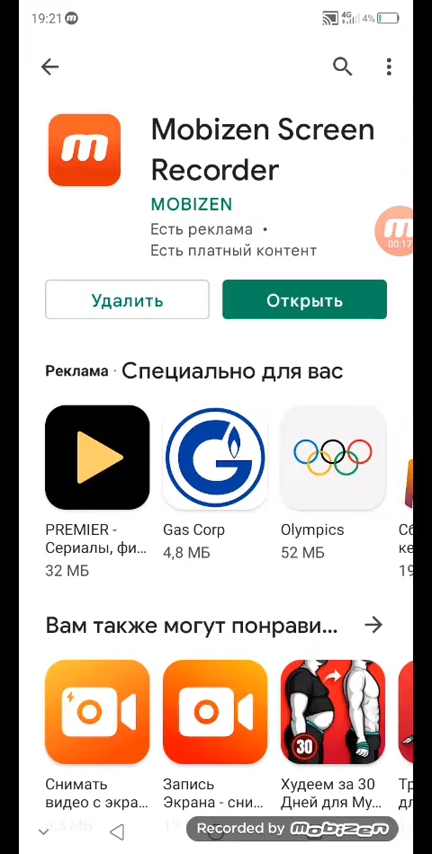 19:21
4G
4%
Mobizen Screen
Recorder
MOBIZEN
Есть реклама •
Есть платный контент
00:17
Удалить
Открыть
Реклама · Специально для вас
PREMIER -
Сериалы, фи...
32 МБ
Gas Corp
4,8 МБ
Olympics
52 МБ
Вам также могут понрави...
30
Снимать
видео с экра...
Запись
Экрана - сни...
Худеем за 30
Дней для Му...
Recorded by mobizen